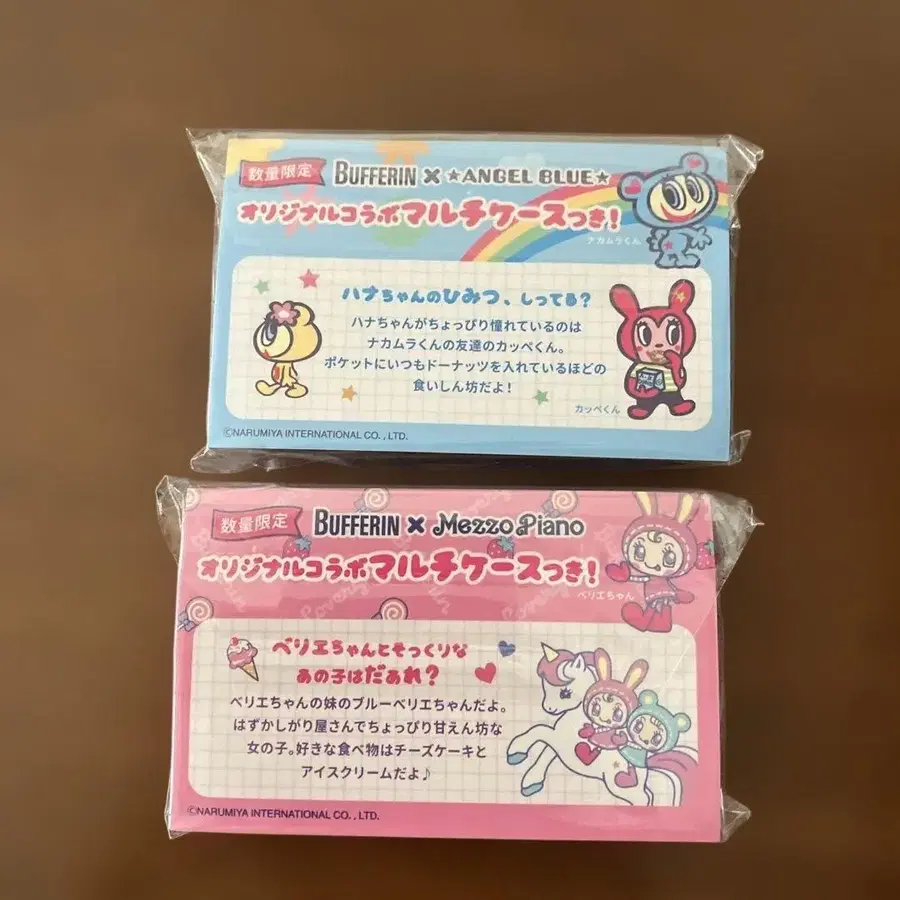 数量限定 BUFFERIN × ★ANGEL BLUE★
オリジナルコラボマルチケースつき!
ナカムラくん
ハナちゃんのひみつ、しってる?
ハナちゃんがちょっぴり憧れているのは
ナカムラくんの友達のカッペくん。
ポケットにいつもドーナッツを入れているほどの
食いしん坊だよ!
カッペくん
©NARUMIYA INTERNATIONAL CO., LTD.
数量限定 BUFFERIN × Mezzo Piano
オリジナルコラボマルチケースつき!
ベリエちゃん
ベリエちゃんとそっくりな
あの子はだあれ?
ベリエちゃんの妹のブルーベリエちゃんだよ。
はずかしがり屋さんでちょっぴり甘えん坊な
女の子。好きな食べ物はチーズケーキと
アイスクリームだよ♪
©NARUMIYA INTERNATIONAL CO., LTD.